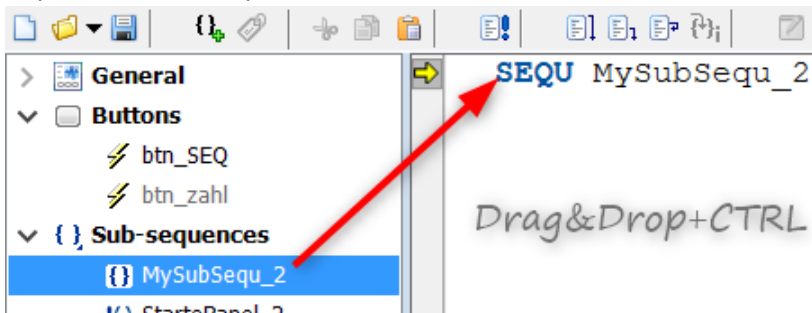 General
SEQU MySubSequ_2
Buttons
btn_SEQ
btn_zahl
Drag&Drop+CTRL
Sub-sequences
MySubSequ_2